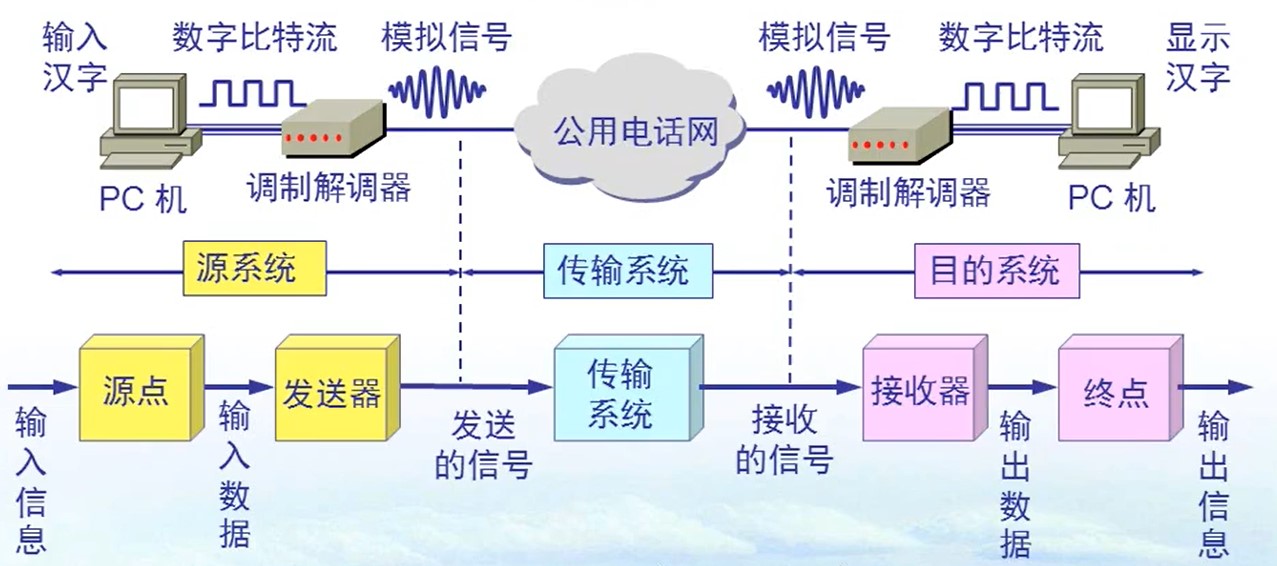 输入
汉字
数字比特流
模拟信号
模拟信号
数字比特流
显示
汉字
公用电话网
PC 机
调制解调器
调制解调器
PC 机
源系统
传输系统
目的系统
源点
发送器
传输
系统
接收器
终点
输入信息
输入数据
发送
的信号
接收
的信号
输出数据
输出信息